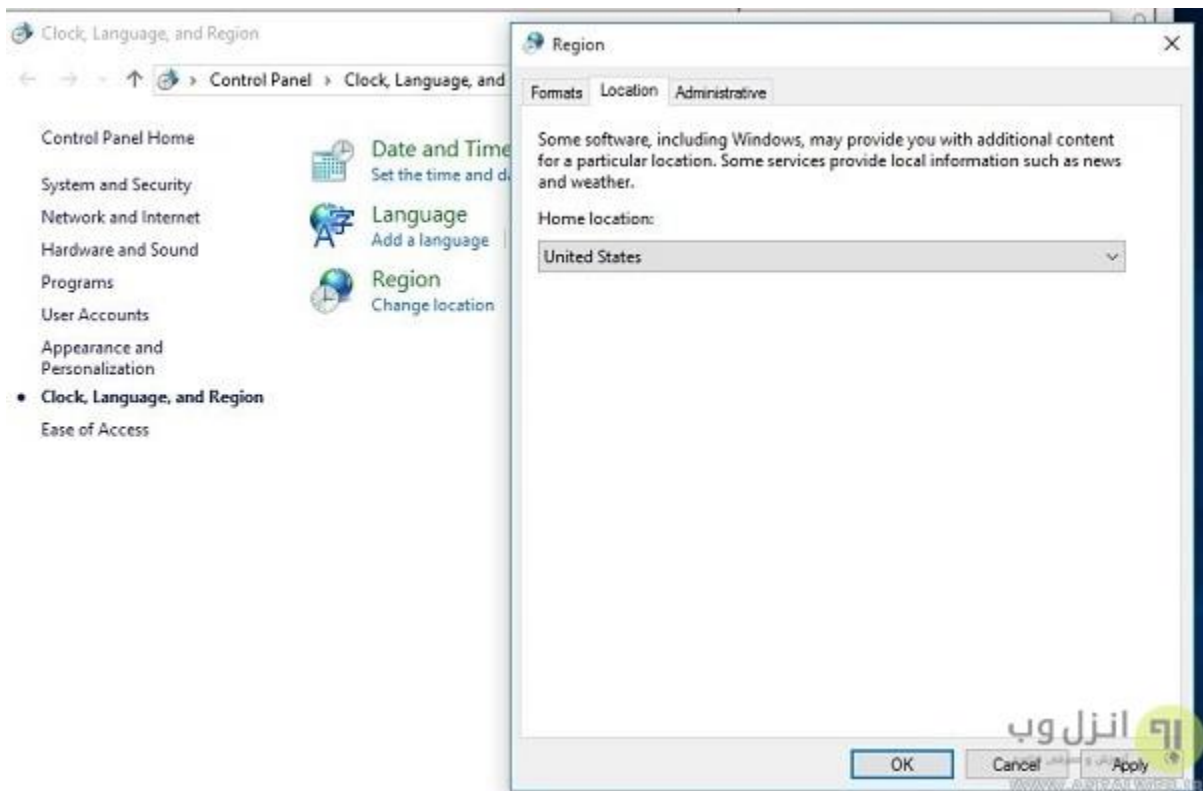 Clock, Language, and Region
Control Panel › Clock, Language, and
Control Panel Home
System and Security
Network and Internet
Hardware and Sound
Programs
User Accounts
Appearance and
Personalization
Clock, Language, and Region
Ease of Access
Date and Time
Set the time and d
Language
Add a language
Region
Change location
Region
Formats Location Administrative
Some software, including Windows, may provide you with additional content
for a particular location. Some services provide local information such as news
and weather.
Home location:
United States
انزل وب
OK Cancel Apply